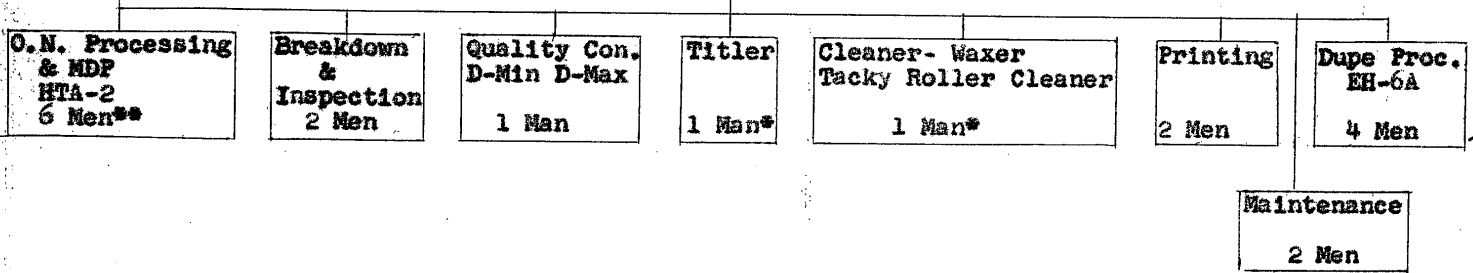 O.N. Processing
& MDP
HTA-2
6 Men**
Breakdown
&
Inspection
2 Men
Quality Con.
D-Min D-Max
1 Man
Titler
1 Man*
Cleaner- Waxer
Tacky Roller Cleaner
1 Man*
Printing
2 Men
Dupe Proc.
EH-6A
4 Men
Maintenance
2 Men